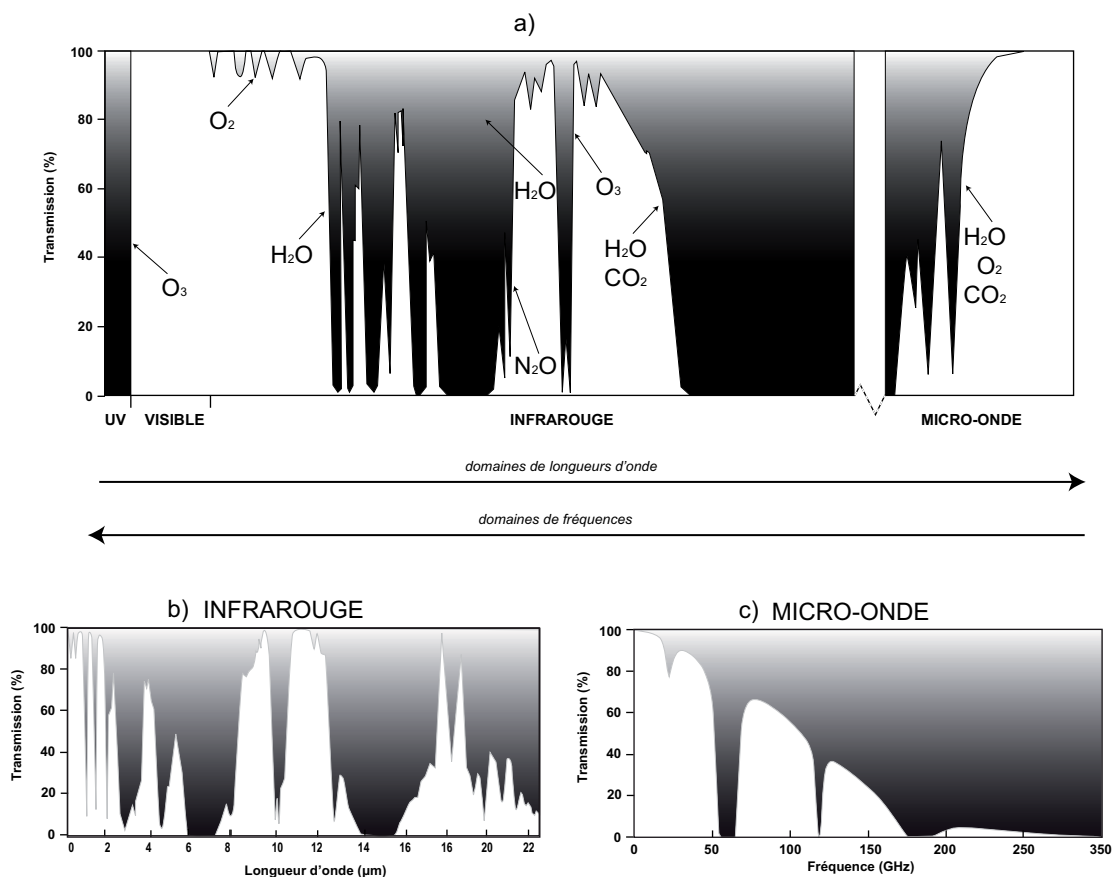 a)
Transmission (%)
100
80
60
40
20
0
O2
O3
H2O
H2O
N2O
O3
H2O
CO2
H2O
O2
CO2
UV
VISIBLE
INFRAROUGE
MICRO-ONDE
domaines de longueurs d'onde
domaines de fréquences
b) INFRAROUGE
Transmission (%)
100
80
60
40
20
0
0 2 4 6 8 10 12 14 16 18 20 22
Longueur d'onde (µm)
c) MICRO-ONDE
Transmission (%)
100
80
60
40
20
0
0 50 100 150 200 250 350
Fréquence (GHz)